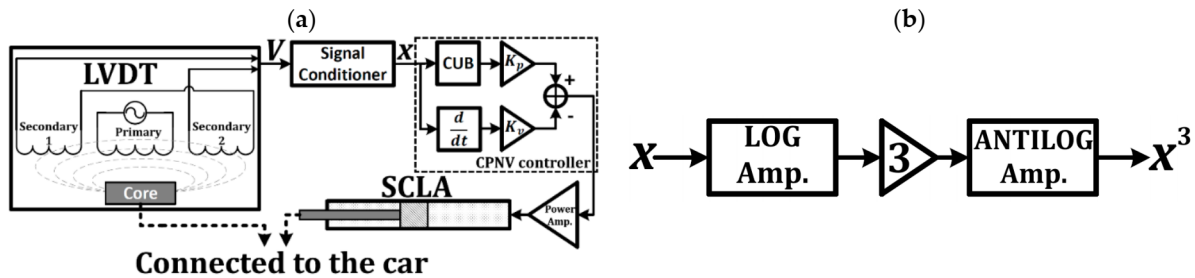 (a)
LVDT
Secondary
1
Primary
Secondary
2
Core
V
Signal
Conditioner
x
CUB
Kp
d
dt
Kv
+
-
CPNV controller
SCLA
Power
Amp.
Connected to the car
(b)
x
LOG
Amp.
3
ANTILOG
Amp.
x³